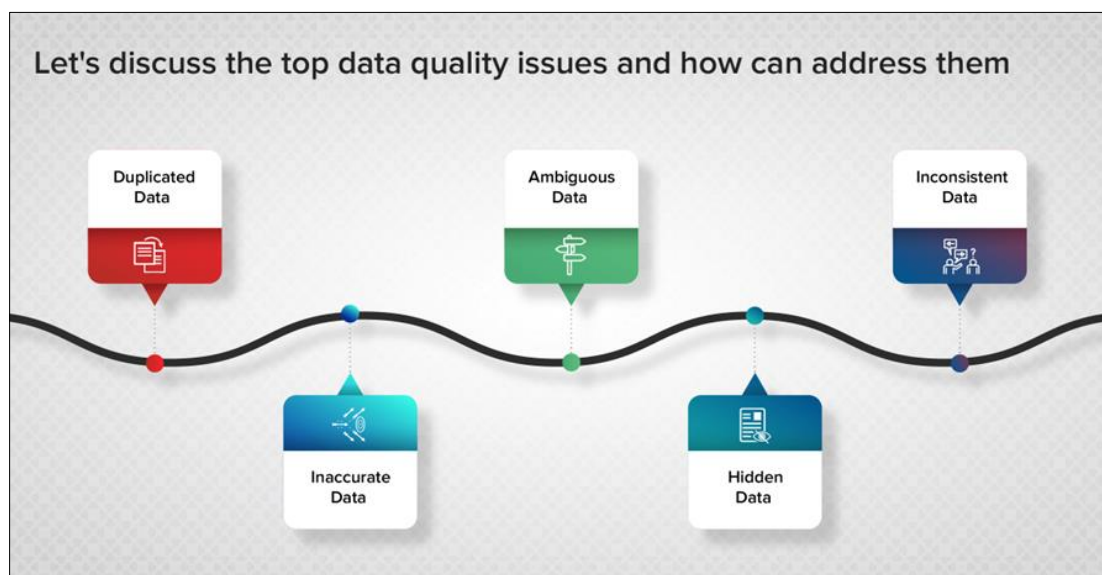 Let's discuss the top data quality issues and how can address them
Duplicated
Data
Inaccurate
Data
Ambiguous
Data
Hidden
Data
Inconsistent
Data